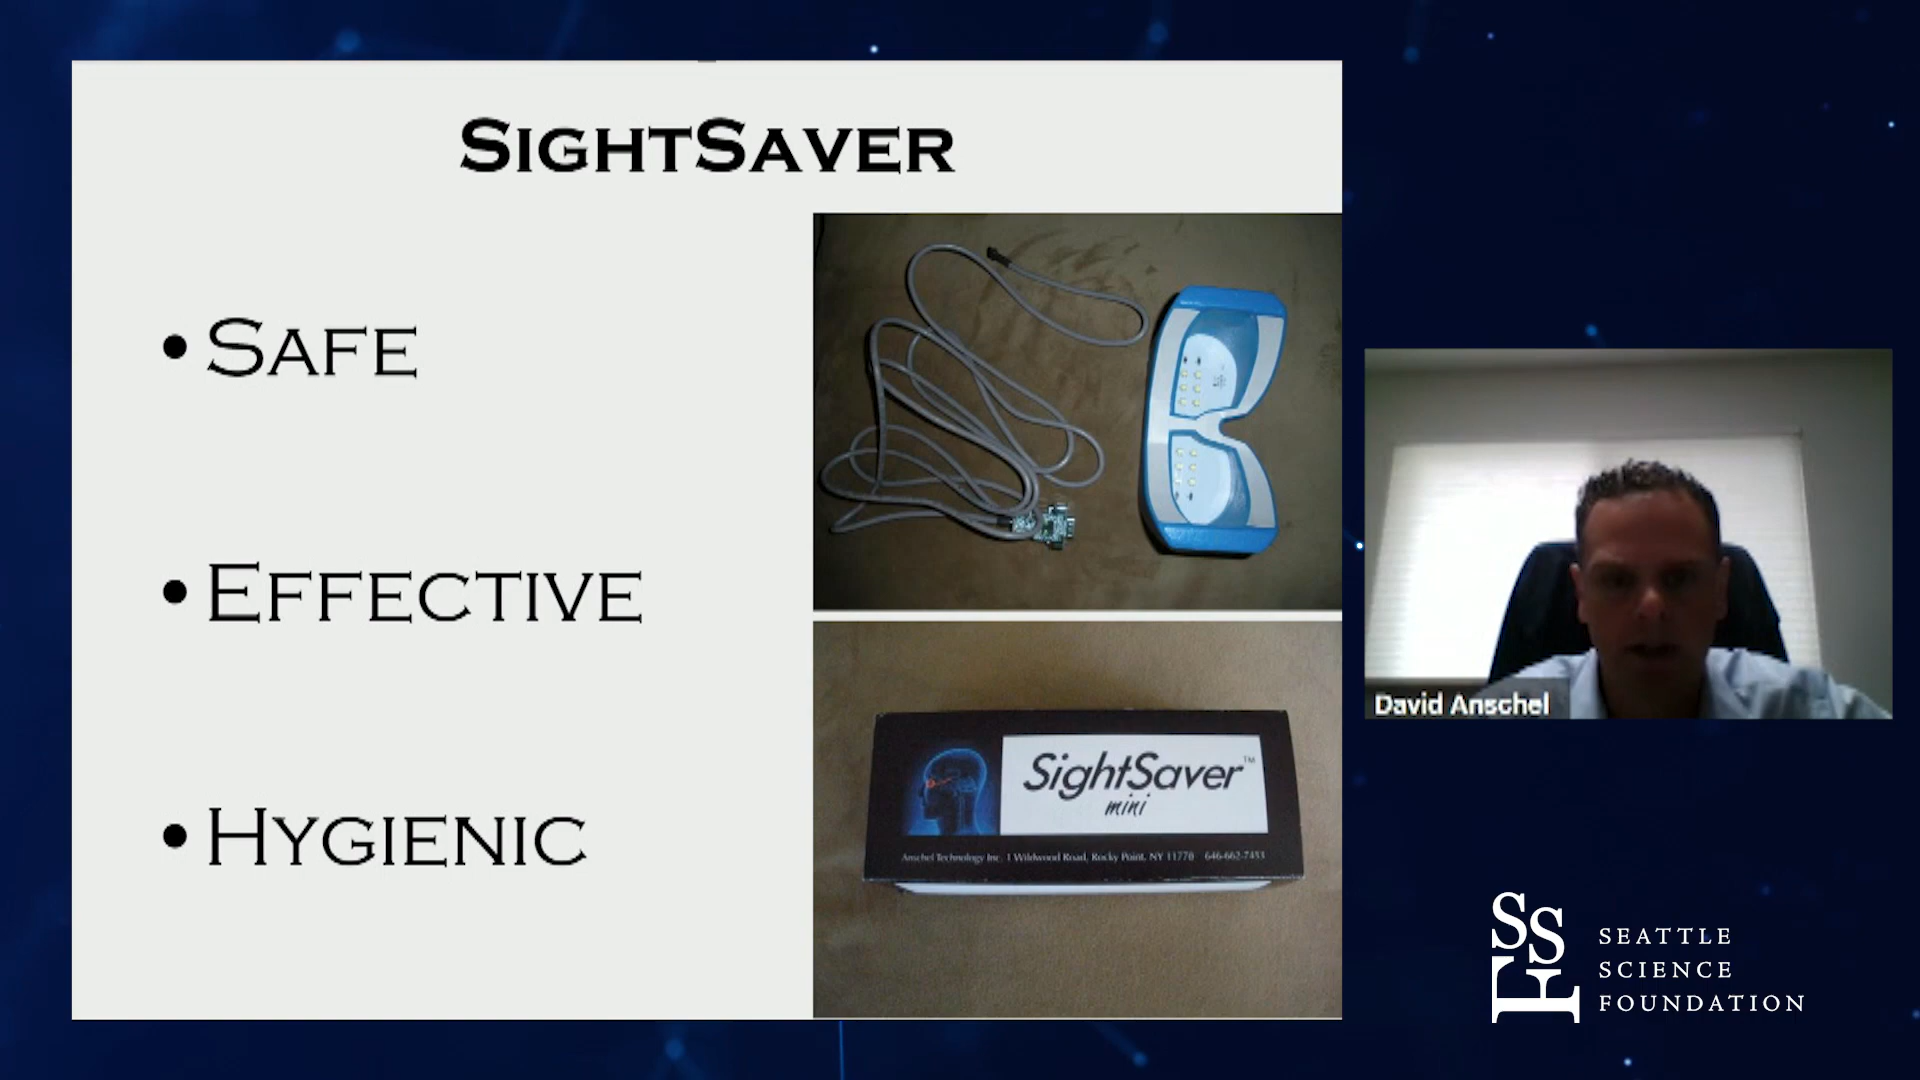 SIGHTSAVER
• SAFE
• EFFECTIVE
• HYGIENIC
SightSaver™
mini
Anschel Technology Inc. 1 Wildwood Road, Rocky Point, NY 11778 646-662-7453
David Anschel
SSF
SEATTLE
SCIENCE
FOUNDATION